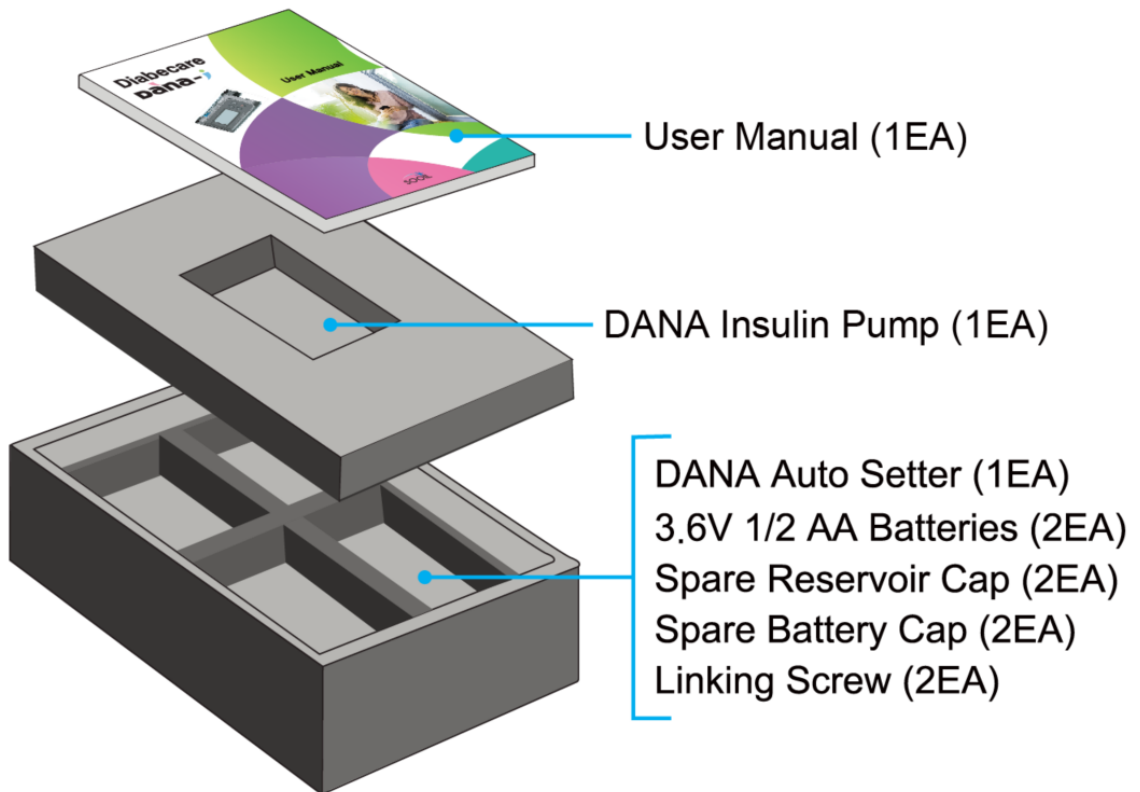 Diabecare
Dana-i
User Manual
SOOIL
User Manual (1EA)
DANA Insulin Pump (1EA)
DANA Auto Setter (1EA)
3.6V 1/2 AA Batteries (2EA)
Spare Reservoir Cap (2EA)
Spare Battery Cap (2EA)
Linking Screw (2EA)